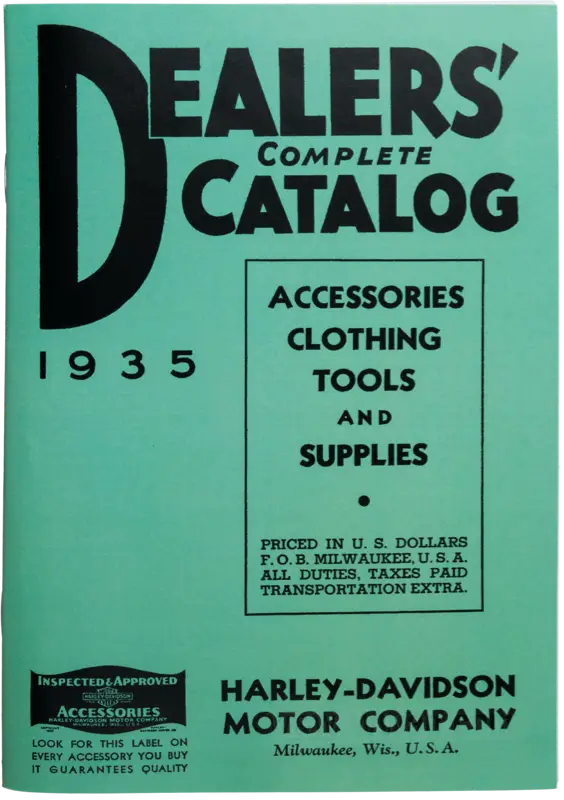 DEALERS'
COMPLETE
CATALOG
1935
ACCESSORIES
CLOTHING
TOOLS
AND
SUPPLIES
•
PRICED IN U. S. DOLLARS
F. O. B. MILWAUKEE, U. S. A.
ALL DUTIES, TAXES PAID
TRANSPORTATION EXTRA.
INSPECTED & APPROVED
HARLEY-DAVIDSON
ACCESSORIES
HARLEY-DAVIDSON MOTOR COMPANY
MILWAUKEE, WIS., U.S.A.
LOOK FOR THIS LABEL ON
EVERY ACCESSORY YOU BUY
IT GUARANTEES QUALITY
HARLEY-DAVIDSON
MOTOR COMPANY
Milwaukee, Wis., U. S. A.